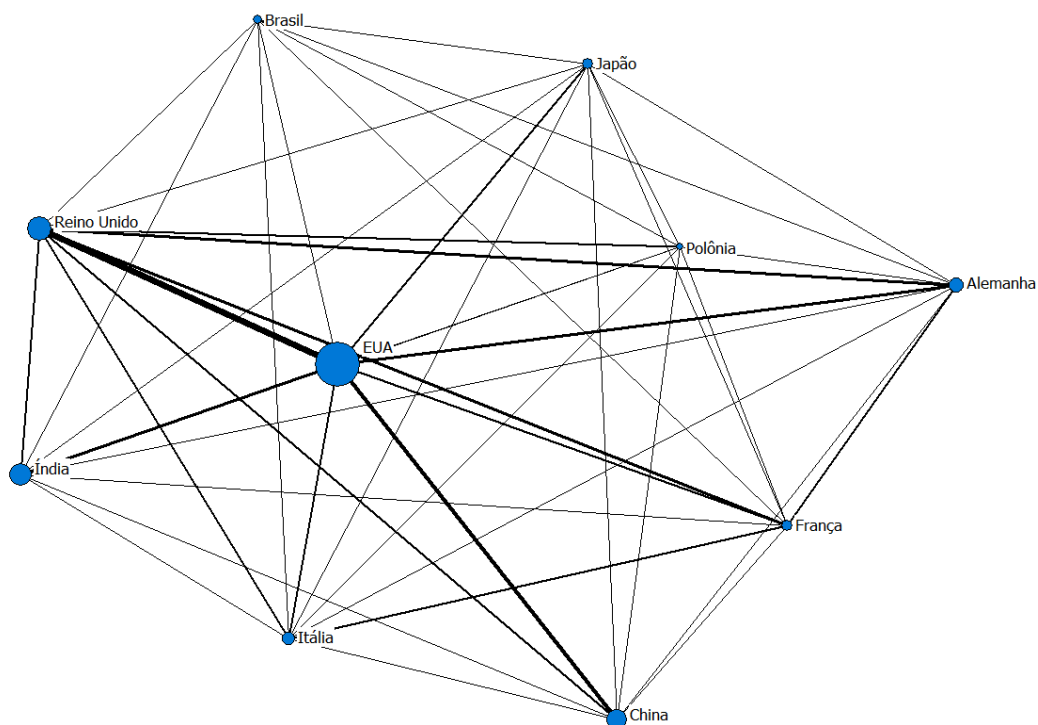 Brasil
Japão
Reino Unido
Polônia
Alemanha
EUA
Índia
França
Itália
China